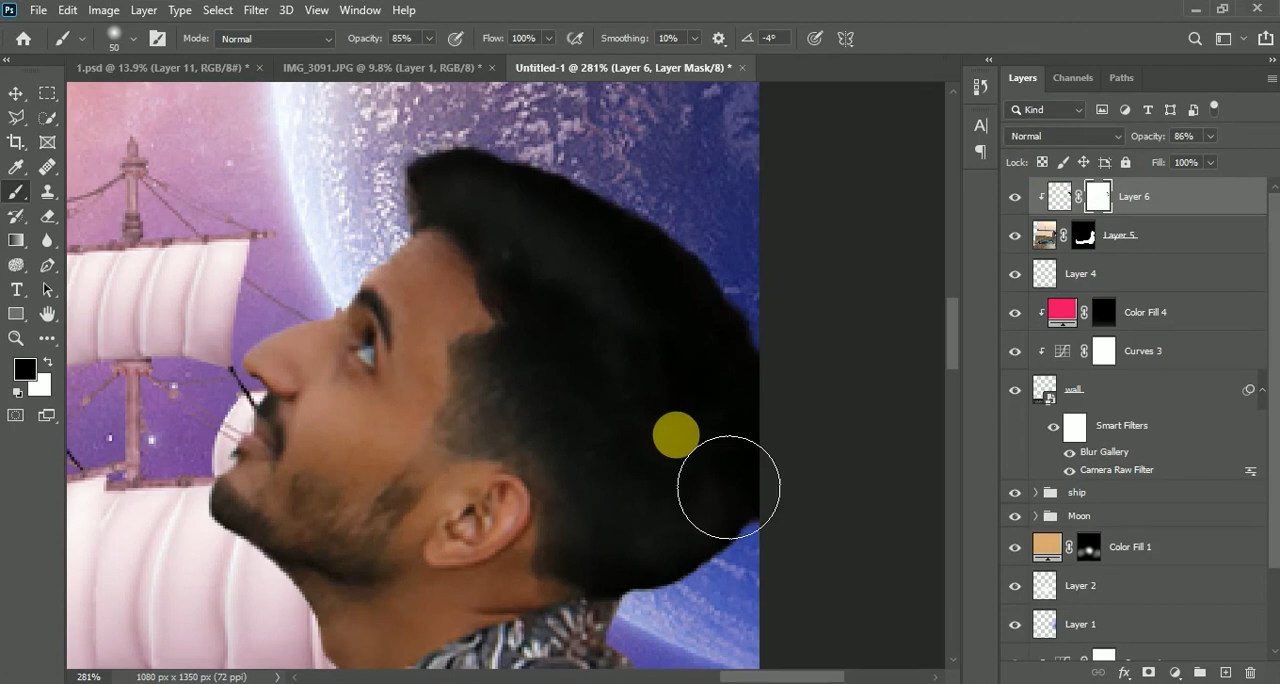 Ps File Edit Image Layer Type Select Filter 3D View Window Help
50 Mode: Normal Opacity: 85% Flow: 100% Smoothing: 10% -4°
1.psd @ 13.9% (Layer 11, RGB/8#) * × IMG_3091.JPG @ 9.8% (Layer 1, RGB/8) * × Untitled-1 @ 281% (Layer 6, Layer Mask/8) * ×
Layers Channels Paths
Kind
Normal Opacity: 86%
Lock: Fill: 100%
Layer 6
Layer 5
Layer 4
Color Fill 4
Curves 3
wall
Smart Filters
Blur Gallery
Camera Raw Filter
ship
Moon
Color Fill 1
Layer 2
Layer 1
281% 1080 px x 1350 px (72 ppi)